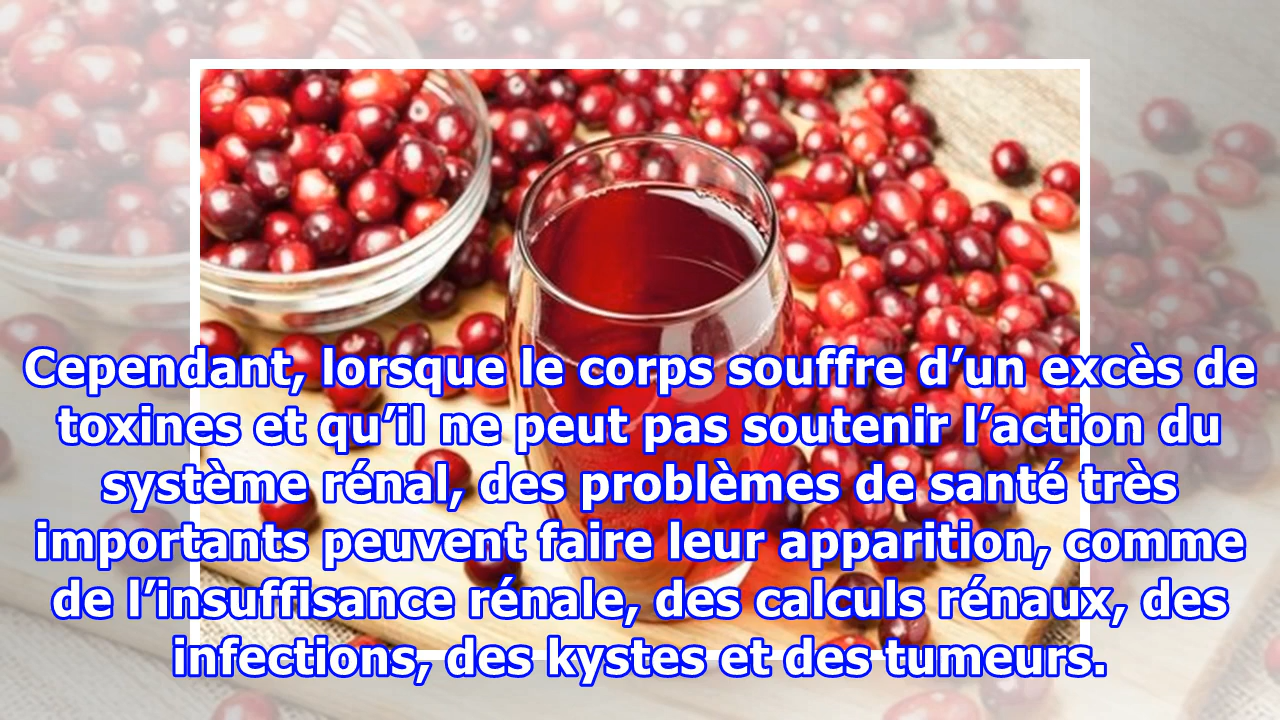 Cependant, lorsque le corps souffre d’un excès de
toxines et qu’il ne peut pas soutenir l’action du
système rénal, des problèmes de santé très
importants peuvent faire leur apparition, comme
de l’insuffisance rénale, des calculs rénaux, des
infections, des kystes et des tumeurs.